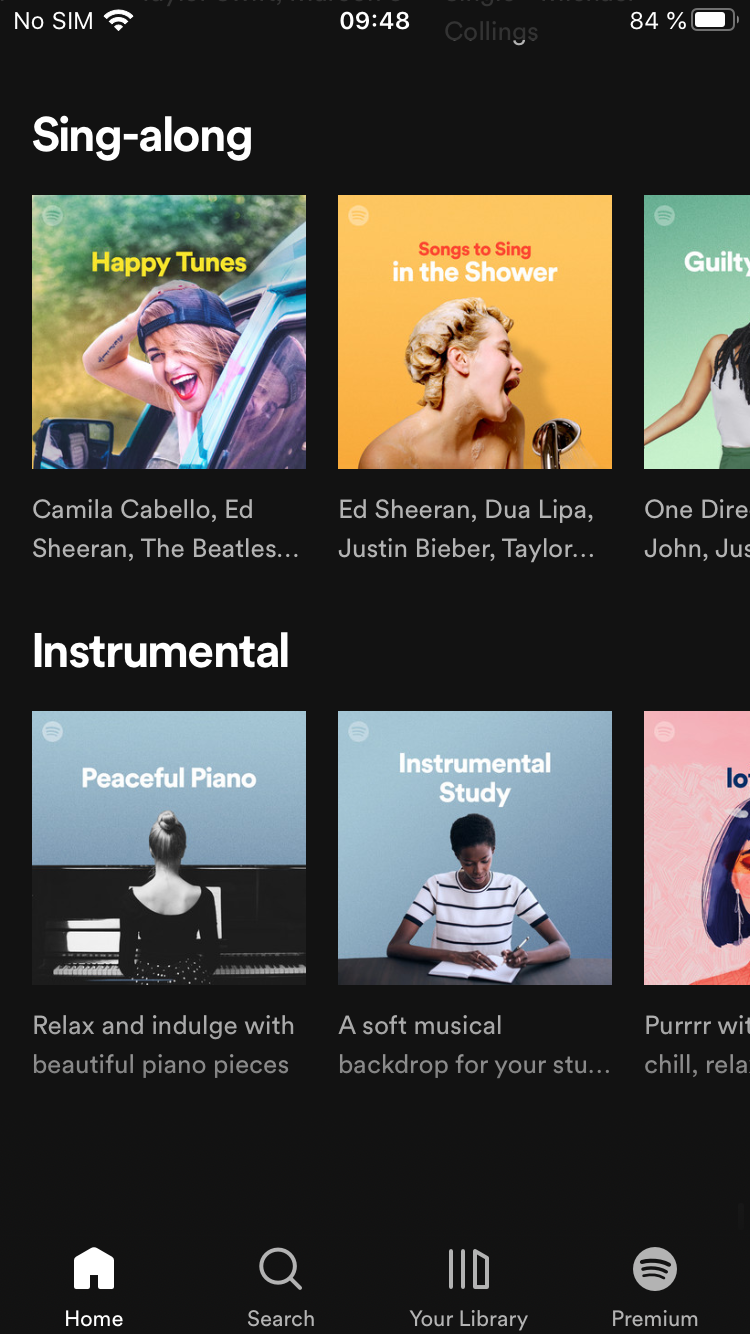 No SIM 09:48 84 %
Collings
Sing-along
Happy Tunes
Songs to Sing
in the Shower
Guilty
Camila Cabello, Ed
Sheeran, The Beatles...
Ed Sheeran, Dua Lipa,
Justin Bieber, Taylor...
One Dire
John, Jus
Instrumental
Peaceful Piano
Instrumental
Study
lo
Relax and indulge with
beautiful piano pieces
A soft musical
backdrop for your stu...
Purrrr wit
chill, rela
Home
Search
Your Library
Premium